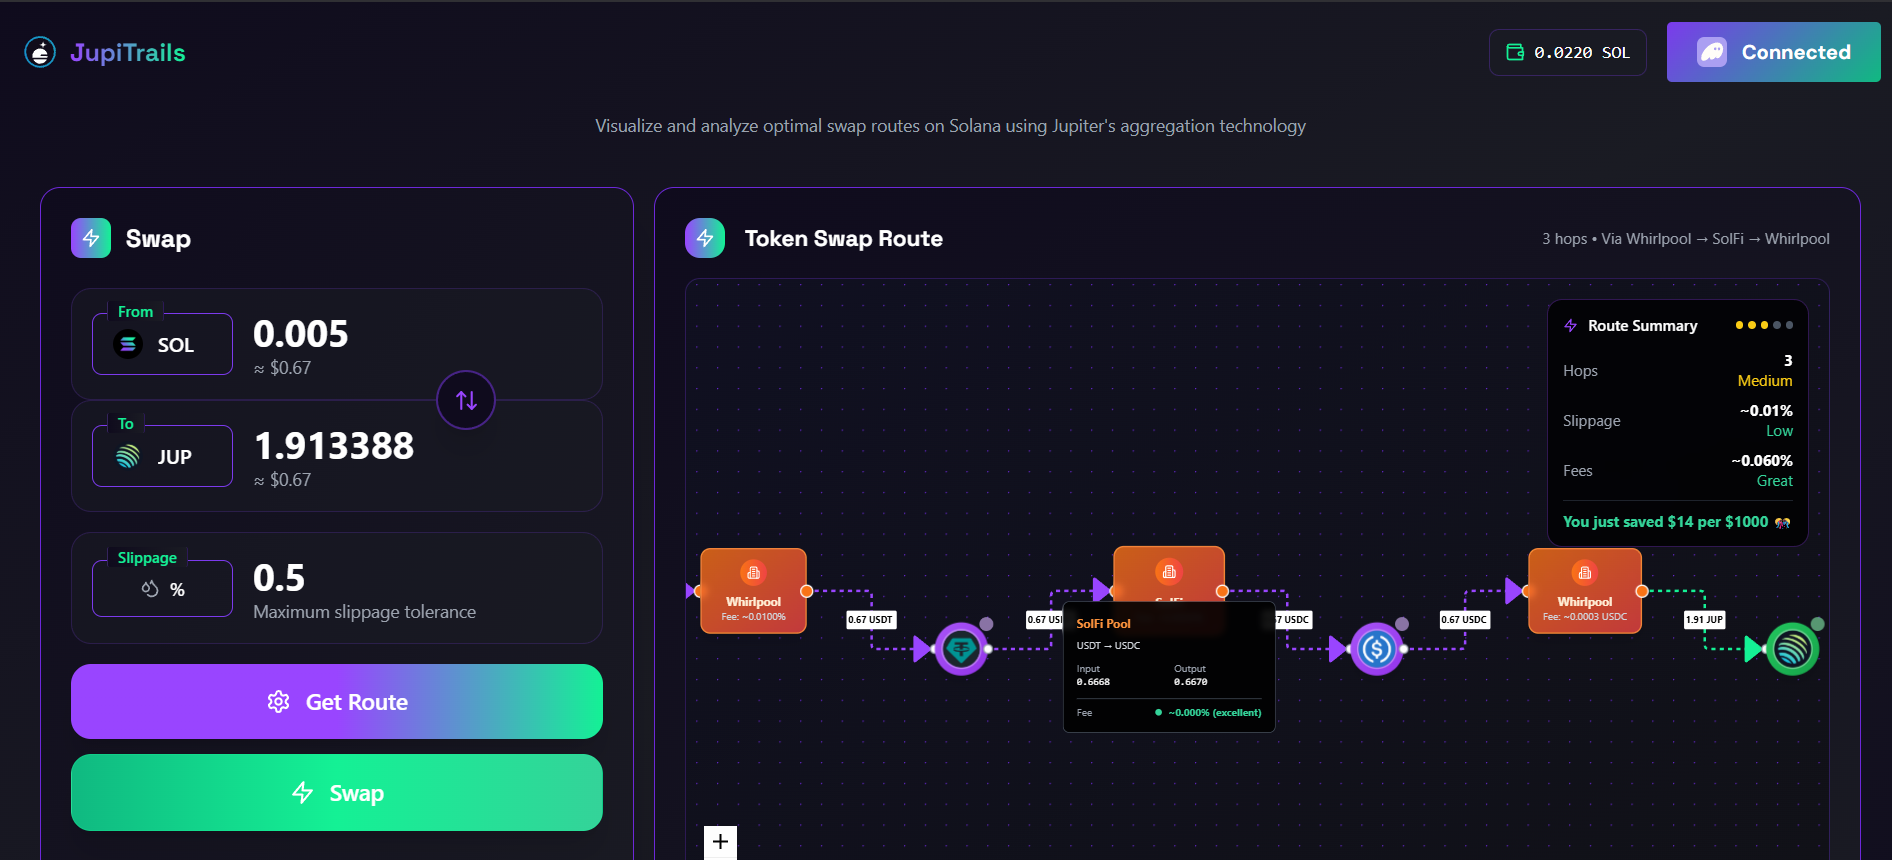 JupiTrails
0.0220 SOL
Connected
Visualize and analyze optimal swap routes on Solana using Jupiter's aggregation technology
Swap
From
SOL
0.005
≈ $0.67
To
JUP
1.913388
≈ $0.67
Slippage
%
0.5
Maximum slippage tolerance
Get Route
Swap
Token Swap Route
3 hops • Via Whirlpool → SolFi → Whirlpool
Route Summary
Hops
3
Medium
Slippage
~0.01%
Low
Fees
~0.060%
Great
You just saved $14 per $1000
Whirlpool
Fee: ~0.0100%
0.67 USDT
0.67
SolFi Pool
USDT → USDC
Input
Output
0.6668
0.6670
Fee
~0.000% (excellent)
USDC
0.67 USDC
Whirlpool
Fee: ~0.0003 USDC
1.91 JUP
+